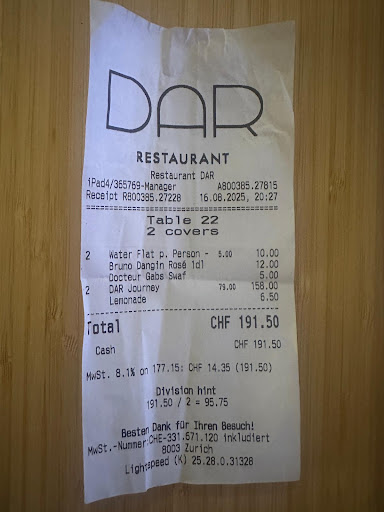 DAR
RESTAURANT
Restaurant DAR
iPad4/365769-Manager A800385.27815
Receipt R800385.27228 16.08.2025, 20:27
Table 22
2 covers
2 Water Flat p. Person - 5.00 10.00
Bruno Dangin Rosé 1dl 12.00
Docteur Gabs Swaf 5.00
2 DAR Journey 79.00 158.00
Lemonade 6.50
Total CHF 191.50
Cash CHF 191.50
MwSt. 8.1% on 177.15: CHF 14.35 (191.50)
Division hint
191.50 / 2 = 95.75
Besten Dank für Ihren Besuch!
MwSt.-Nummer:CHE-331.571.120 inkludiert
8003 Zurich
Lightspeed (K) 25.28.0.31328